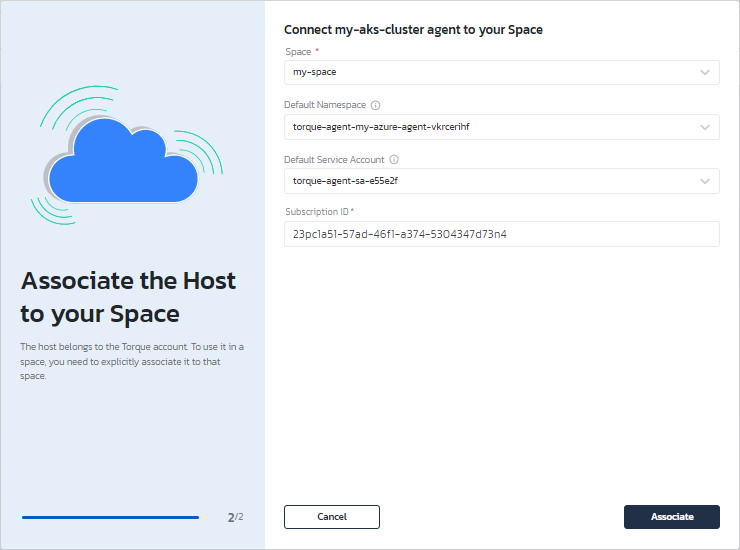 Associate the Host
to your Space
The host belongs to the Torque account. To use it in a
space, you need to explicitly associate it to that
space.
2/2
Connect my-aks-cluster agent to your Space
Space *
my-space
Default Namespace
torque-agent-my-azure-agent-vkrcerihf
Default Service Account
torque-agent-sa-e55e2f
Subscription ID *
23pc1a51-57ad-46f1-a374-5304347d73n4
Cancel
Associate